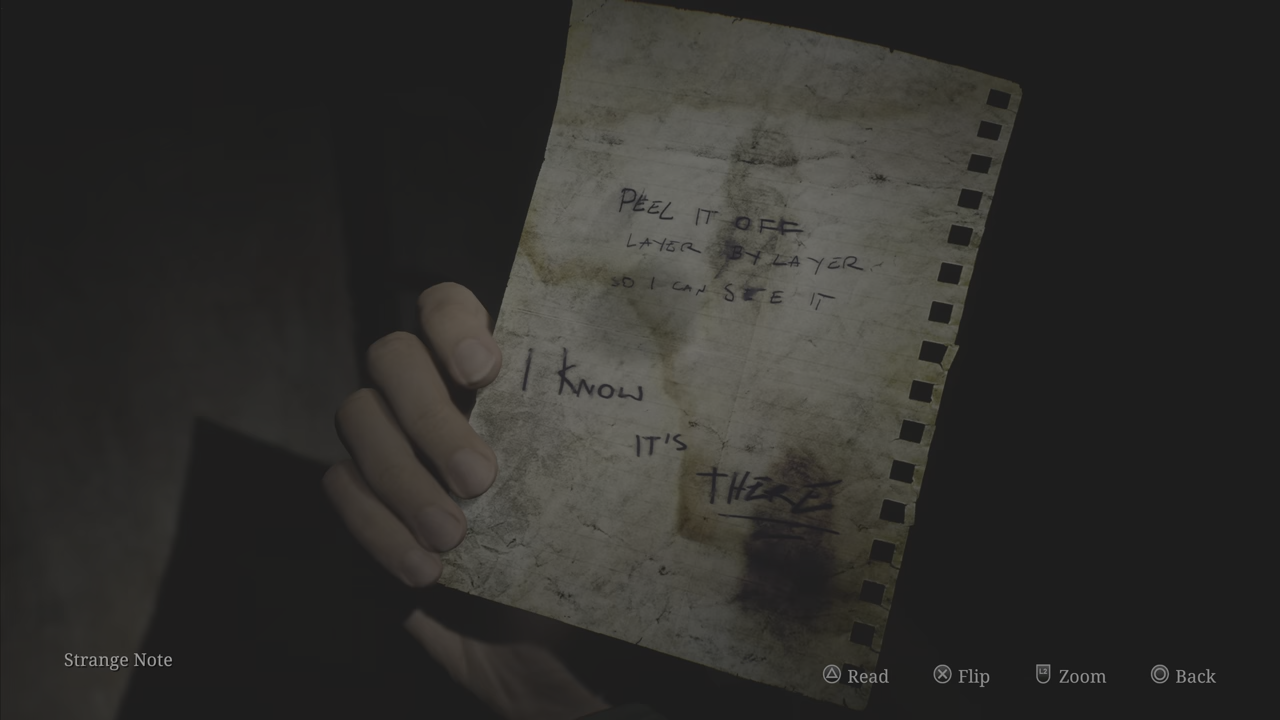 PEEL IT OFF
LAYER BY LAYER
SO I CAN SEE IT
I KNOW
IT'S
THERE
Strange Note
Read
Flip
L2
Zoom
Back